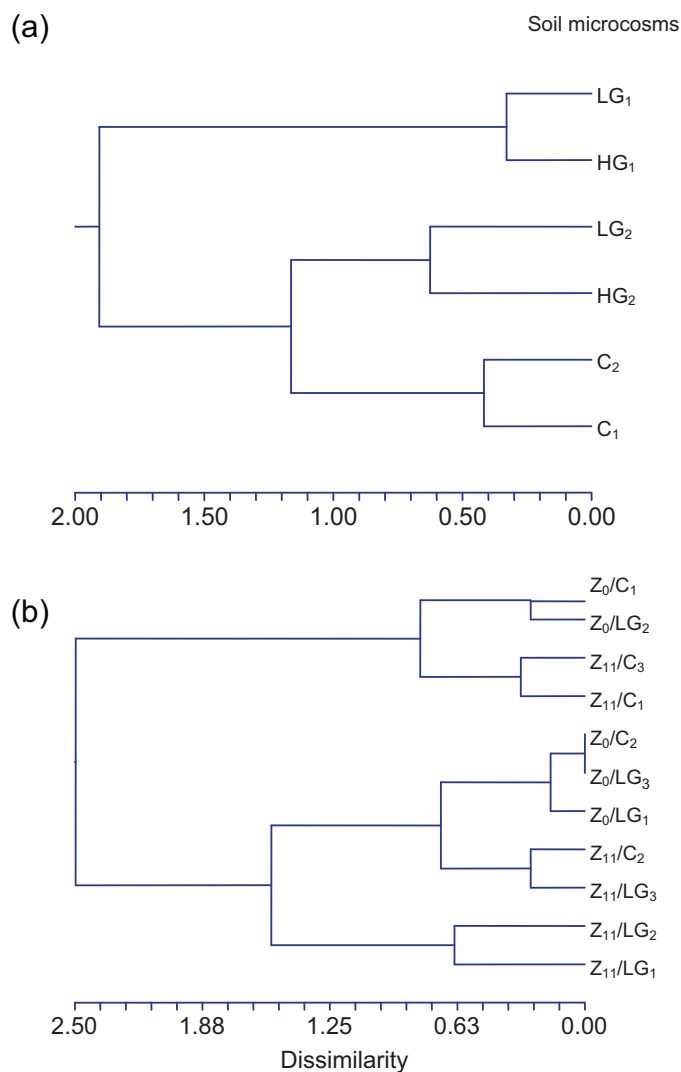 (a)
Soil microcosms
LG₁
HG₁
LG₂
HG₂
C₂
C₁
2.00 1.50 1.00 0.50 0.00
(b)
Z₀/C₁
Z₀/LG₂
Z₁₁/C₃
Z₁₁/C₁
Z₀/C₂
Z₀/LG₃
Z₀/LG₁
Z₁₁/C₂
Z₁₁/LG₃
Z₁₁/LG₂
Z₁₁/LG₁
2.50 1.88 1.25 0.63 0.00
Dissimilarity